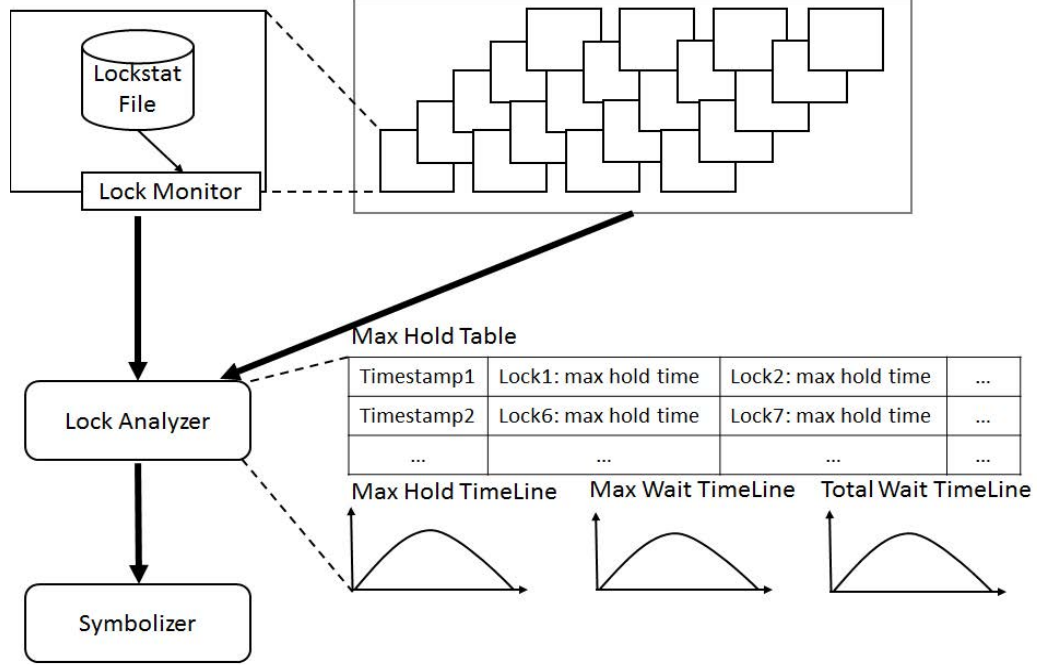 Lockstat
File
Lock Monitor
Max Hold Table
Timestamp1 Lock1: max hold time Lock2: max hold time ...
Timestamp2 Lock6: max hold time Lock7: max hold time ...
... ... ... ...
Lock Analyzer
Max Hold TimeLine Max Wait TimeLine Total Wait TimeLine
Symbolizer